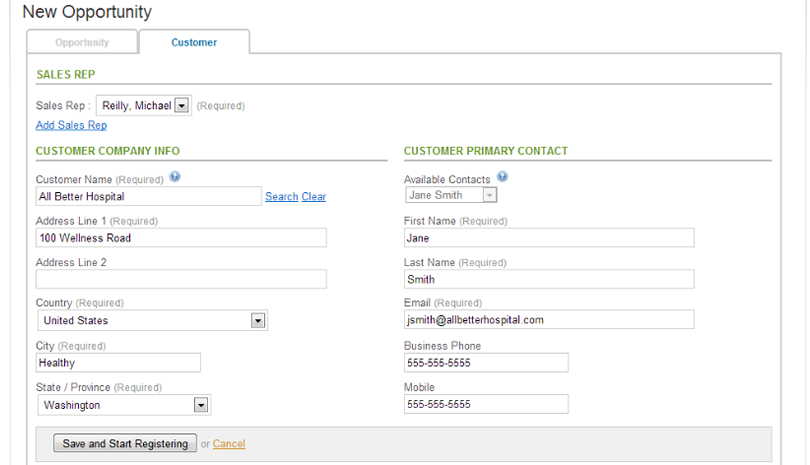 New Opportunity
Opportunity Customer
SALES REP
Sales Rep : Reilly, Michael (Required)
Add Sales Rep
CUSTOMER COMPANY INFO
Customer Name (Required)
All Better Hospital Search Clear
Address Line 1 (Required)
100 Wellness Road
Address Line 2
Country (Required)
United States
City (Required)
Healthy
State / Province (Required)
Washington
CUSTOMER PRIMARY CONTACT
Available Contacts
Jane Smith
First Name (Required)
Jane
Last Name (Required)
Smith
Email (Required)
jsmith@allbetterhospital.com
Business Phone
555-555-5555
Mobile
555-555-5555
Save and Start Registering or Cancel